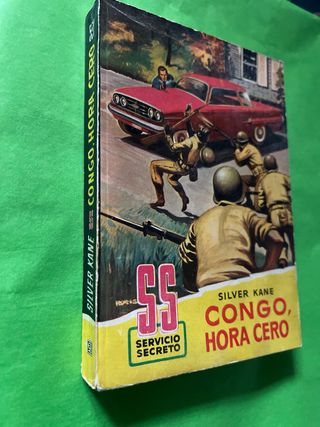 SILVER KANE
CONGO, HORA CERO
SS
SERVICIO
SECRETO
SILVER KANE
CONGO,
HORA CERO